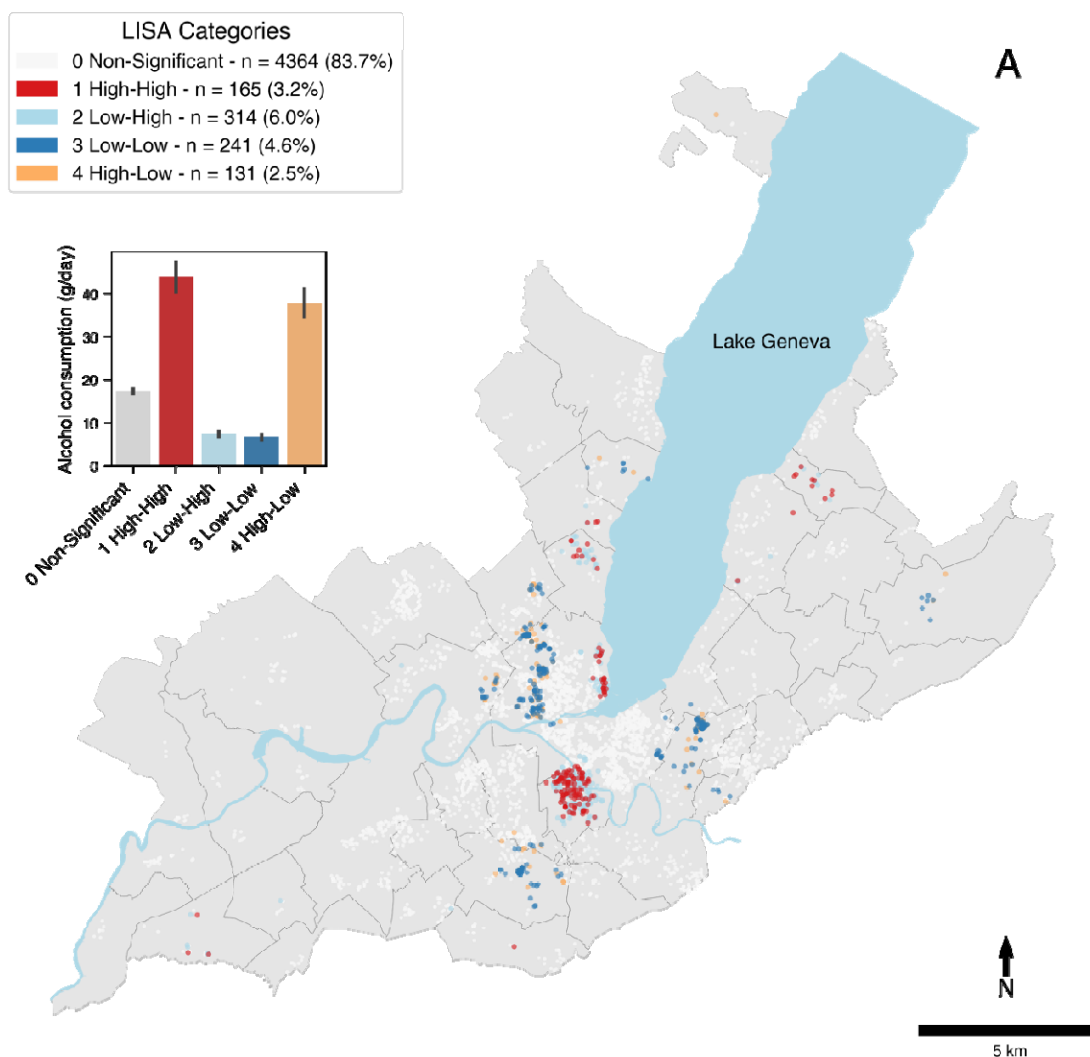 LISA Categories
0 Non-Significant - n = 4364 (83.7%)
1 High-High - n = 165 (3.2%)
2 Low-High - n = 314 (6.0%)
3 Low-Low - n = 241 (4.6%)
4 High-Low - n = 131 (2.5%)
A
Alcohol consumption (g/day)
40
30
20
10
0
0 Non-Significant
1 High-High
2 Low-High
3 Low-Low
4 High-Low
Lake Geneva
N
5 km